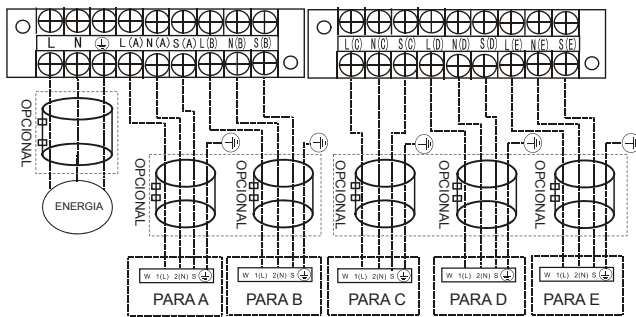 L N L(A) N(A) S(A) L(B) N(B) S(B)
L(C) N(C) S(C) L(D) N(D) S(D) L(E) N(E) S(E)
OPCIONAL
ENERGIA
OPCIONAL
OPCIONAL
OPCIONAL
OPCIONAL
OPCIONAL
W 1(L) 2(N) S
W 1(L) 2(N) S
W 1(L) 2(N) S
W 1(L) 2(N) S
W 1(L) 2(N) S
PARA A
PARA B
PARA C
PARA D
PARA E